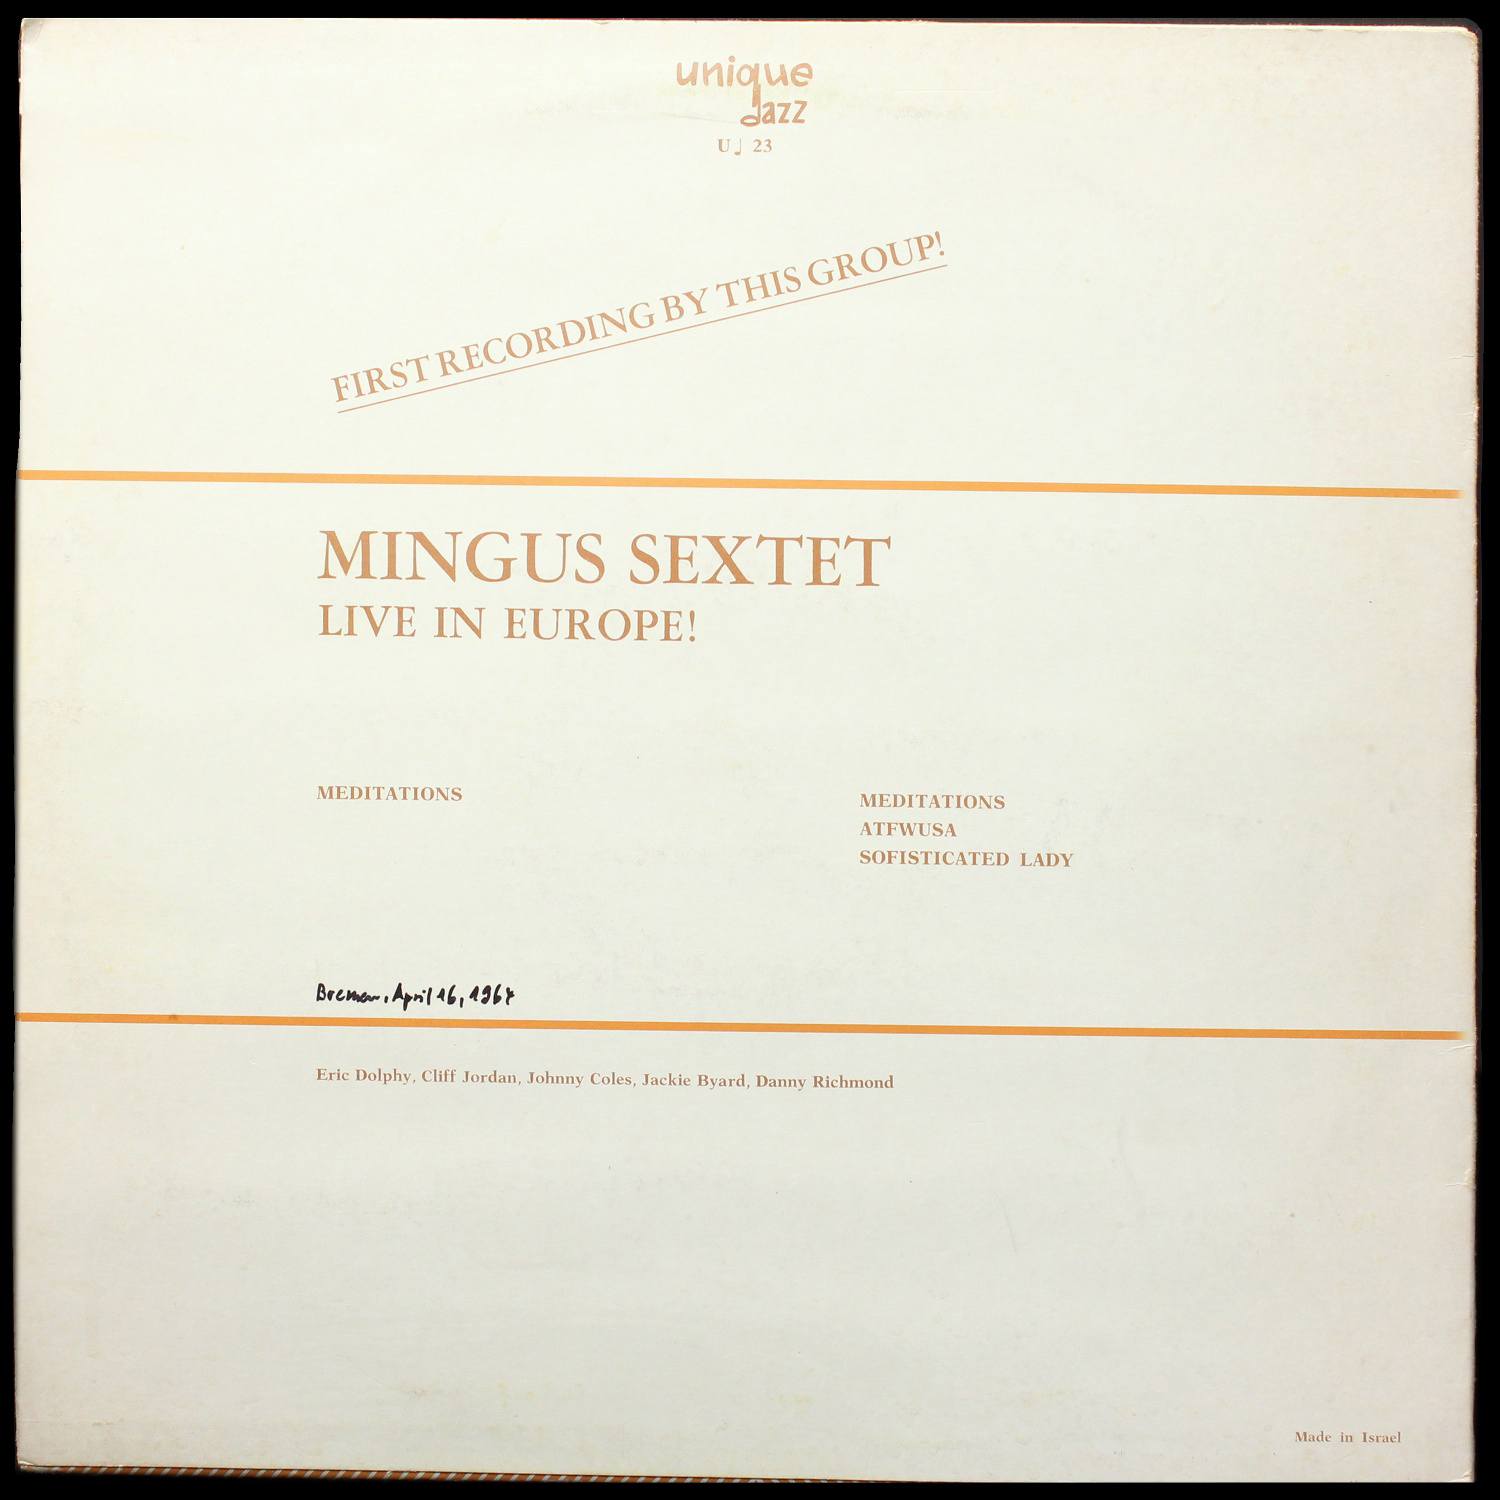 unique
Jazz
U♩ 23
FIRST RECORDING BY THIS GROUP!
MINGUS SEXTET
LIVE IN EUROPE!
MEDITATIONS
MEDITATIONS
ATFWUSA
SOFISTICATED LADY
Bremen, April 16, 1964
Eric Dolphy, Cliff Jordan, Johnny Coles, Jackie Byard, Danny Richmond
Made in Israel